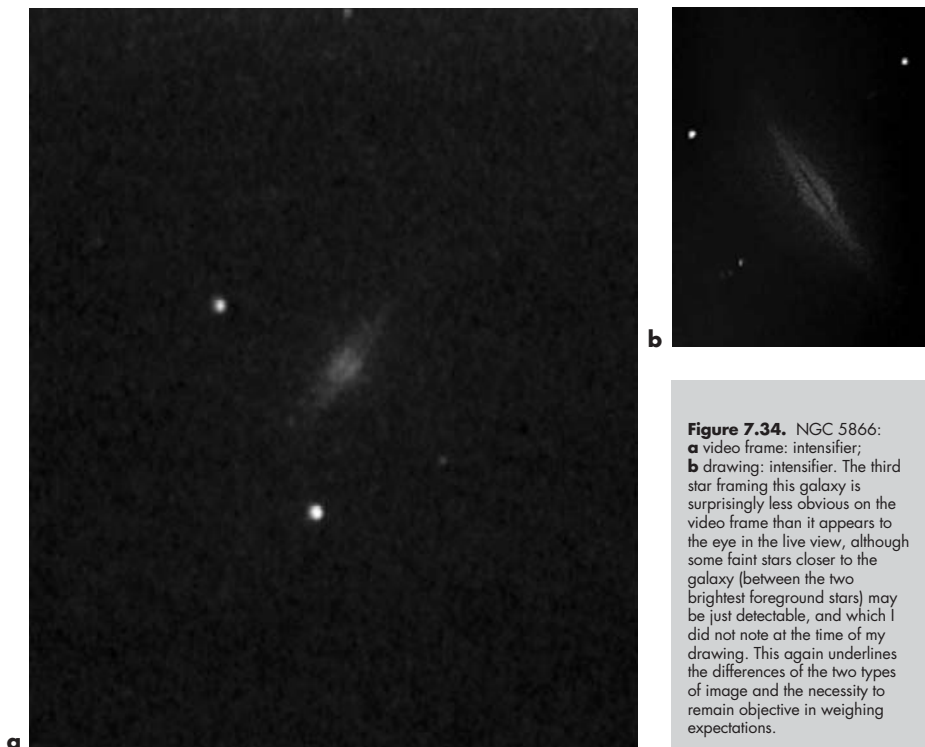 a
b
Figure 7.34. NGC 5866:
a video frame: intensifier;
b drawing: intensifier. The third
star framing this galaxy is
surprisingly less obvious on the
video frame than it appears to
the eye in the live view, although
some faint stars closer to the
galaxy (between the two
brightest foreground stars) may
be just detectable, and which I
did not note at the time of my
drawing. This again underlines
the differences of the two types
of image and the necessity to
remain objective in weighing
expectations.